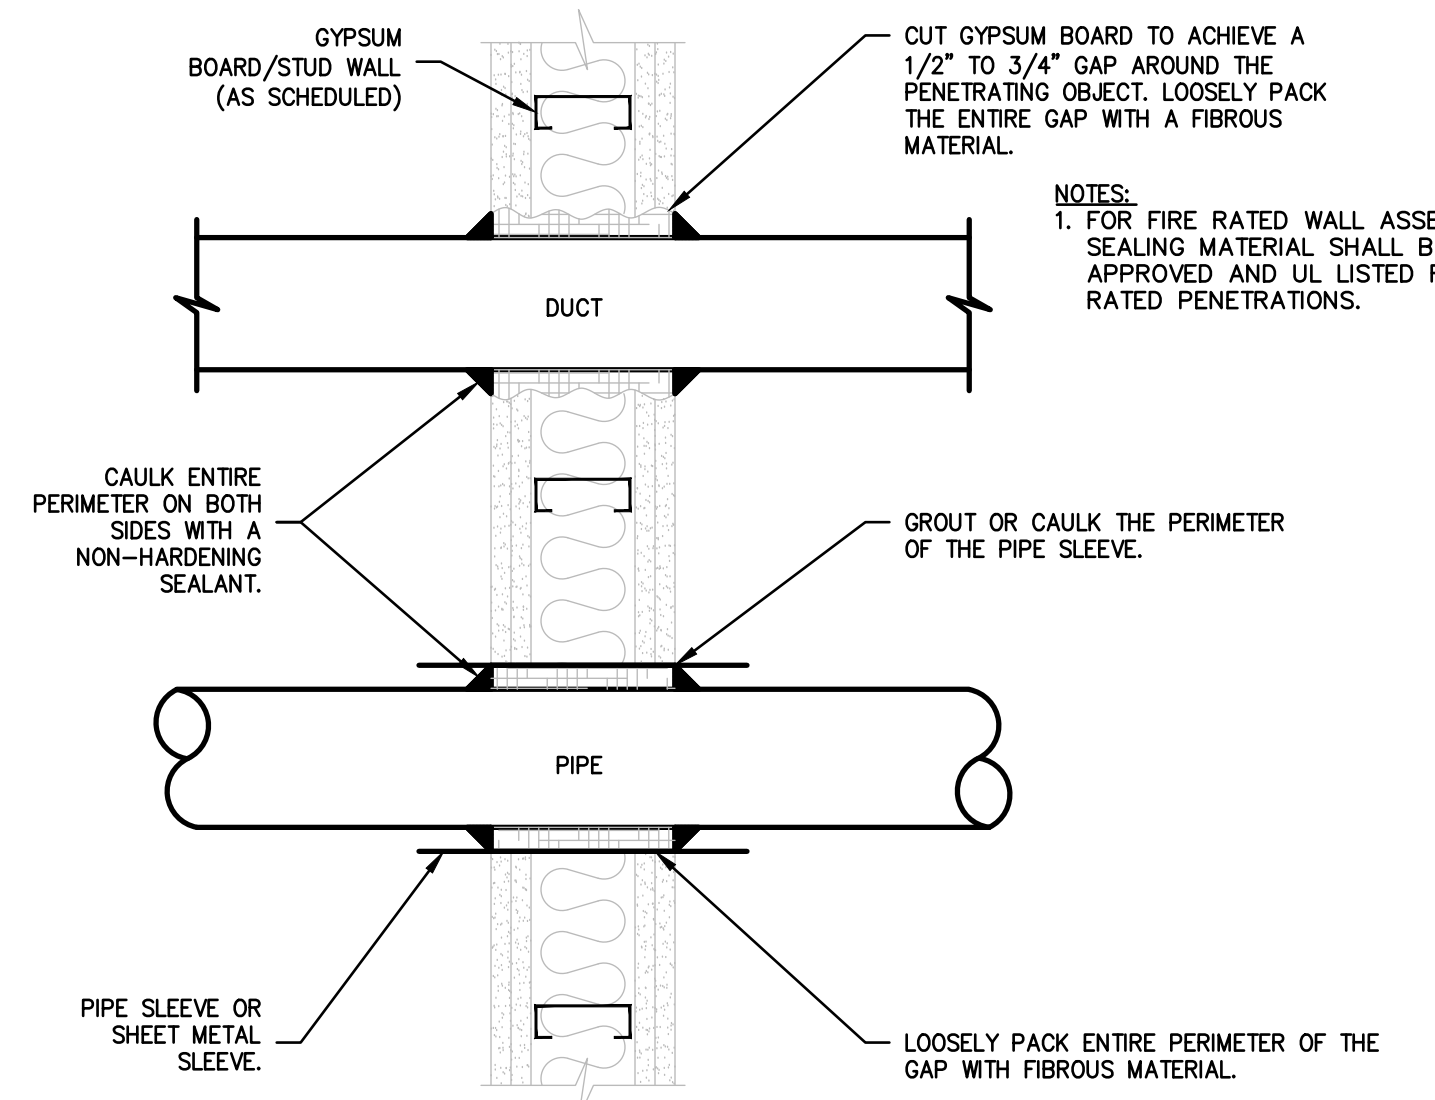 GYPSUM
BOARD/STUD WALL
(AS SCHEDULED)
CUT GYPSUM BOARD TO ACHIEVE A
1/2" TO 3/4" GAP AROUND THE
PENETRATING OBJECT. LOOSELY PACK
THE ENTIRE GAP WITH A FIBROUS
MATERIAL.
NOTES:
1. FOR FIRE RATED WALL
SEALING MATERIAL SHALL
APPROVED AND UL LISTED
RATED PENETRATIONS.
DUCT
CAULK ENTIRE
PERIMETER ON BOTH
SIDES WITH A
NON-HARDENING
SEALANT.
GROUT OR CAULK THE PERIMETER
OF THE PIPE SLEEVE.
PIPE
PIPE SLEEVE OR
SHEET METAL
SLEEVE.
LOOSELY PACK ENTIRE PERIMETER OF THE
GAP WITH FIBROUS MATERIAL.